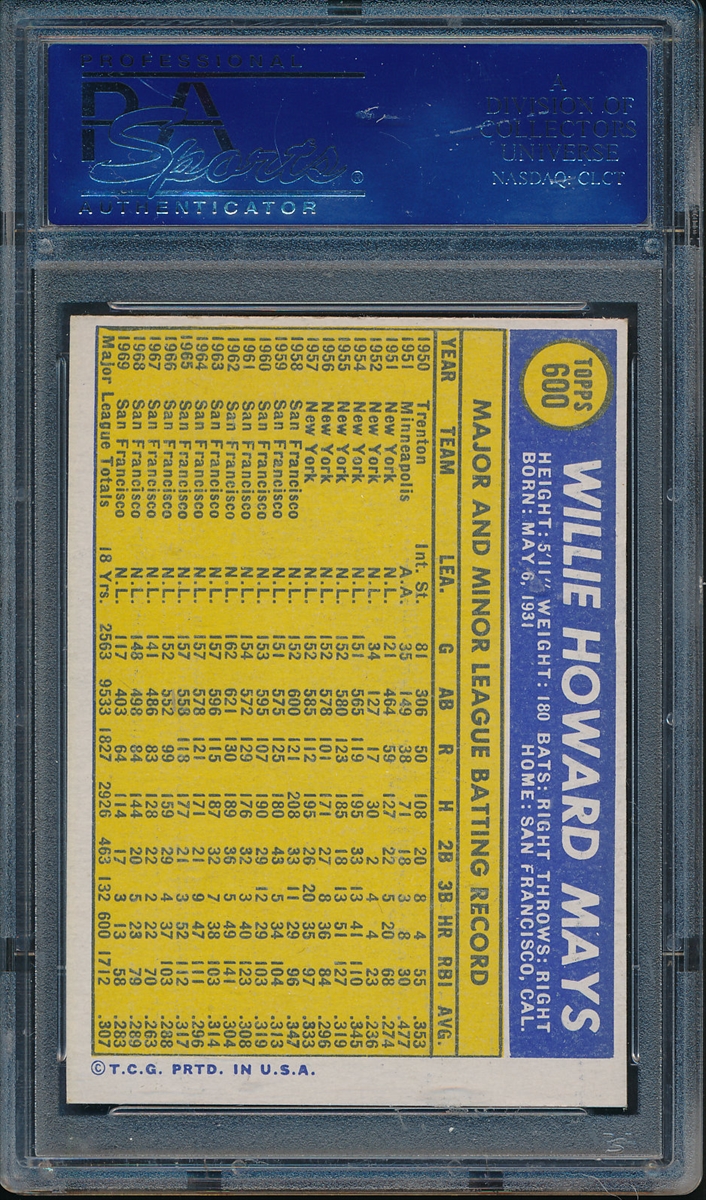 PROFESSIONAL
PSA
Sports®
AUTHENTICATOR
A
DIVISION OF
COLLECTORS
UNIVERSE
NASDAQ: CLCT
TOPPS
600
WILLIE HOWARD MAYS
HEIGHT: 5'11" WEIGHT: 180 BATS: RIGHT THROWS: RIGHT
BORN: MAY 6, 1931 HOME: SAN FRANCISCO, CAL.
MAJOR AND MINOR LEAGUE BATTING RECORD
YEAR TEAM LEA. G AB R H 2B 3B HR RBI AVG.
1950 Trenton Int. St. 81 306 50 108 20 8 4 55 .353
1951 Minneapolis A.A. 35 149 38 71 18 3 8 30 .477
1951 New York N.L. 121 464 59 127 22 5 20 68 .274
1952 New York N.L. 34 127 17 30 2 4 4 23 .236
1954 New York N.L. 151 565 119 195 33 13 41 110 .345
1955 New York N.L. 152 580 123 185 18 13 51 127 .319
1956 New York N.L. 152 578 101 171 27 8 36 84 .296
1957 New York N.L. 152 585 112 195 26 20 35 97 .333
1958 San Francisco N.L. 152 600 121 208 33 11 29 96 .347
1959 San Francisco N.L. 151 575 125 180 43 5 34 104 .313
1960 San Francisco N.L. 153 595 107 190 29 12 29 103 .319
1961 San Francisco N.L. 154 572 129 176 32 3 40 123 .308
1962 San Francisco N.L. 162 621 130 189 36 5 49 141 .304
1963 San Francisco N.L. 157 596 115 187 32 7 38 103 .314
1964 San Francisco N.L. 157 578 121 171 21 9 47 111 .296
1965 San Francisco N.L. 157 558 118 177 21 3 52 112 .317
1966 San Francisco N.L. 152 552 99 159 29 4 37 103 .288
1967 San Francisco N.L. 141 486 83 128 22 2 22 70 .263
1968 San Francisco N.L. 148 498 84 144 20 5 23 79 .289
1969 San Francisco N.L. 117 403 64 114 17 3 13 58 .283
Major League Totals 18 Yrs. 2563 9533 1827 2926 463 132 600 1712 .307
©T.C.G. PRTD. IN U.S.A.